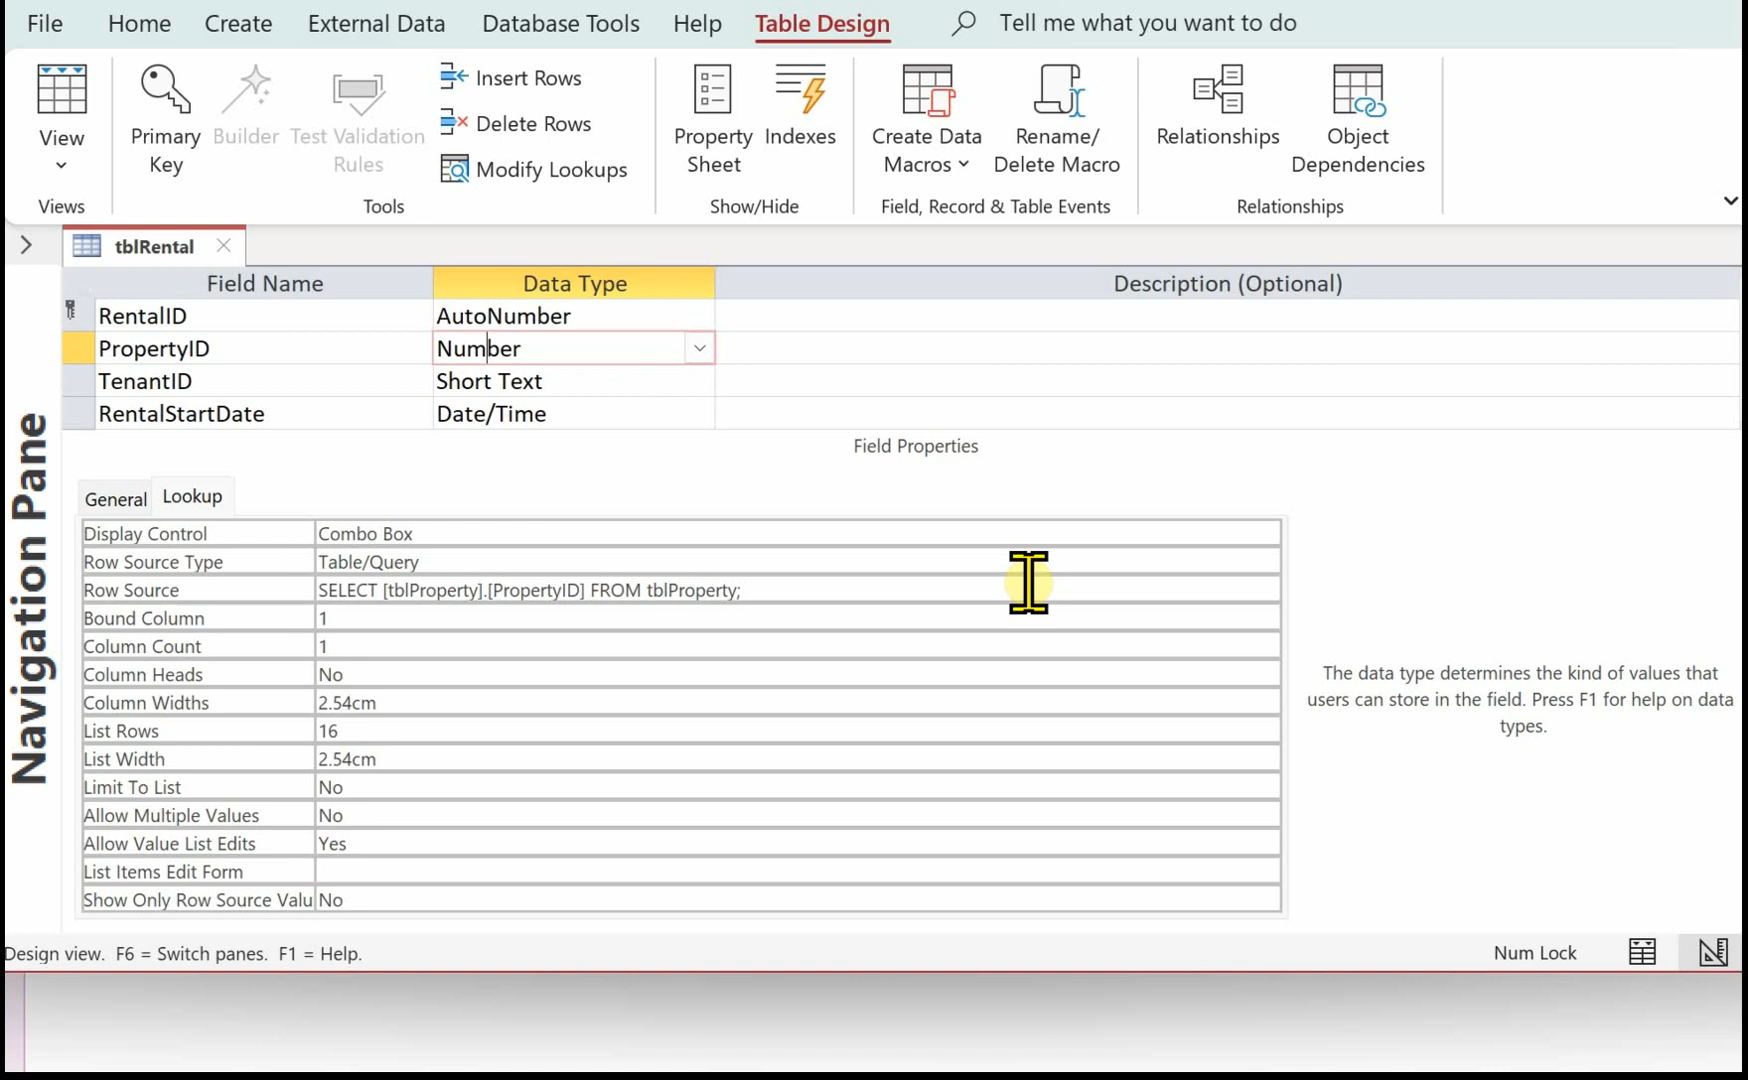 File Home Create External Data Database Tools Help Table Design Tell me what you want to do
View
Views
Primary
Key
Builder
Test Validation
Rules
Insert Rows
Delete Rows
Modify Lookups
Tools
Property
Sheet
Indexes
Show/Hide
Create Data
Macros
Rename/
Delete Macro
Field, Record & Table Events
Relationships
Object
Dependencies
Relationships
tblRental
Navigation Pane
Field Name Data Type Description (Optional)
RentalID AutoNumber
PropertyID Number
TenantID Short Text
RentalStartDate Date/Time
Field Properties
General Lookup
Display Control Combo Box
Row Source Type Table/Query
Row Source SELECT [tblProperty].[PropertyID] FROM tblProperty;
Bound Column 1
Column Count 1
Column Heads No
Column Widths 2.54cm
List Rows 16
List Width 2.54cm
Limit To List No
Allow Multiple Values No
Allow Value List Edits Yes
List Items Edit Form
Show Only Row Source Valu No
The data type determines the kind of values that
users can store in the field. Press F1 for help on data
types.
Design view. F6 = Switch panes. F1 = Help. Num Lock